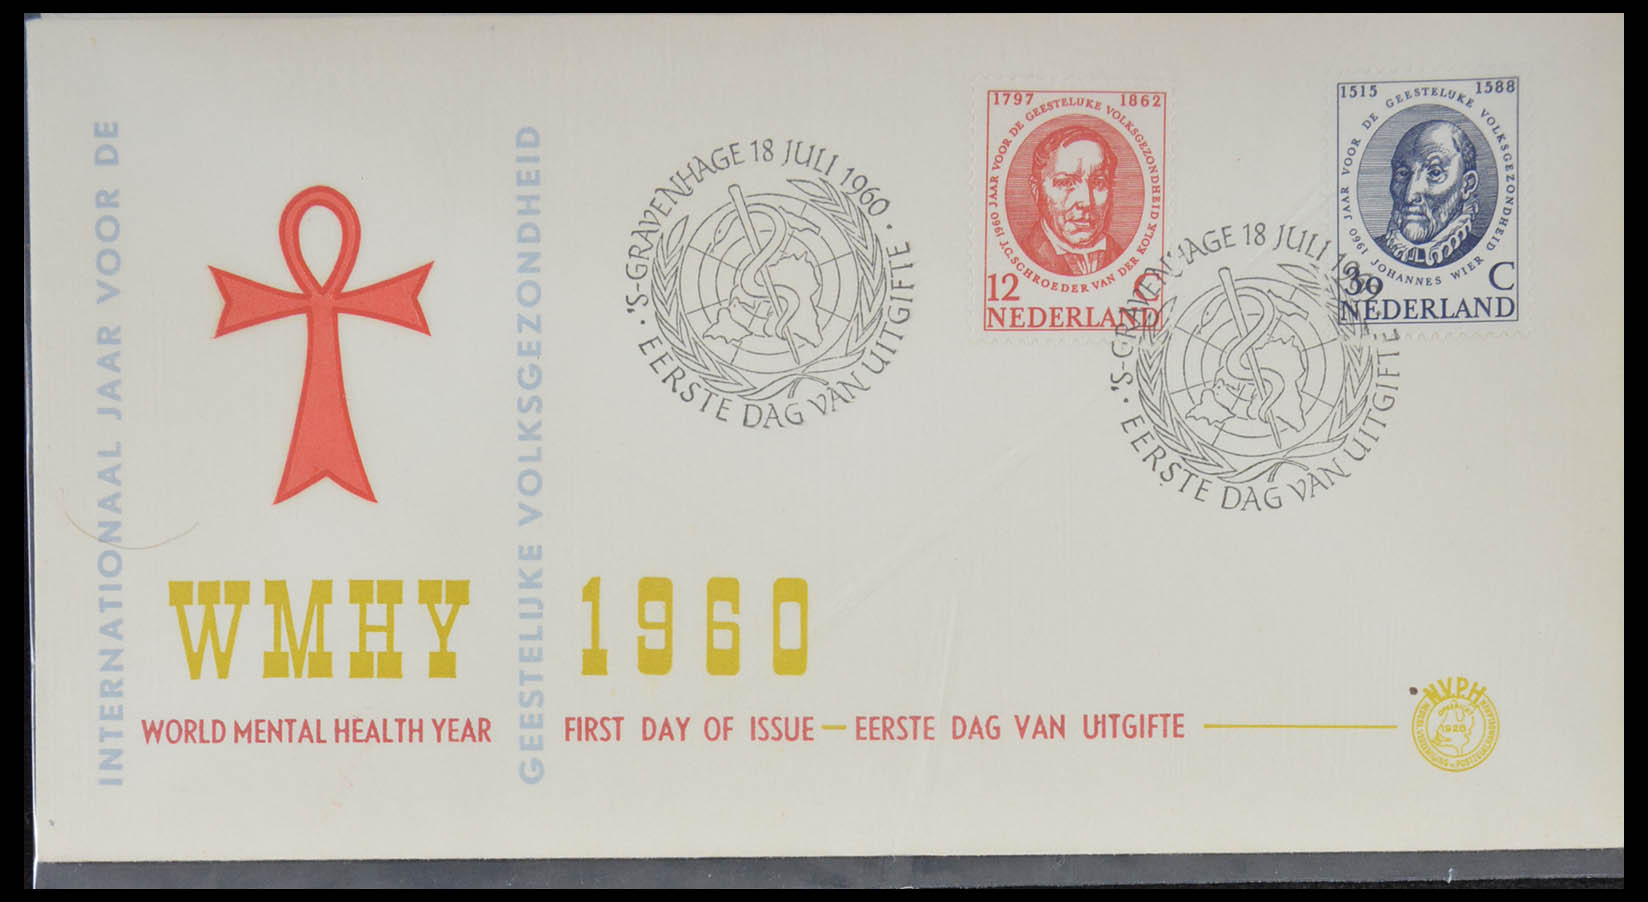 INTERNATIONAAL JAAR VOOR DE
GEESTELIJKE VOLKSGEZONDHEID
WMHY 1960
WORLD MENTAL HEALTH YEAR
FIRST DAY OF ISSUE — EERSTE DAG VAN UITGIFTE
'S-GRAVENHAGE 18 JULI 1960 ·
EERSTE DAG VAN UITGIFTE ·
1797 1862
1960 JAAR VOOR DE GEESTELIJKE VOLKSGEZONDHEID
J.C. SCHROEDER VAN DER KOLK
12 C
NEDERLAND
'S-GRAVENHAGE 18 JULI 1960
· EERSTE DAG VAN UITGIFTE
1515 1588
1960 JAAR VOOR DE GEESTELIJKE VOLKSGEZONDHEID
JOHANNES WIER
30 C
NEDERLAND
NVPH
1928